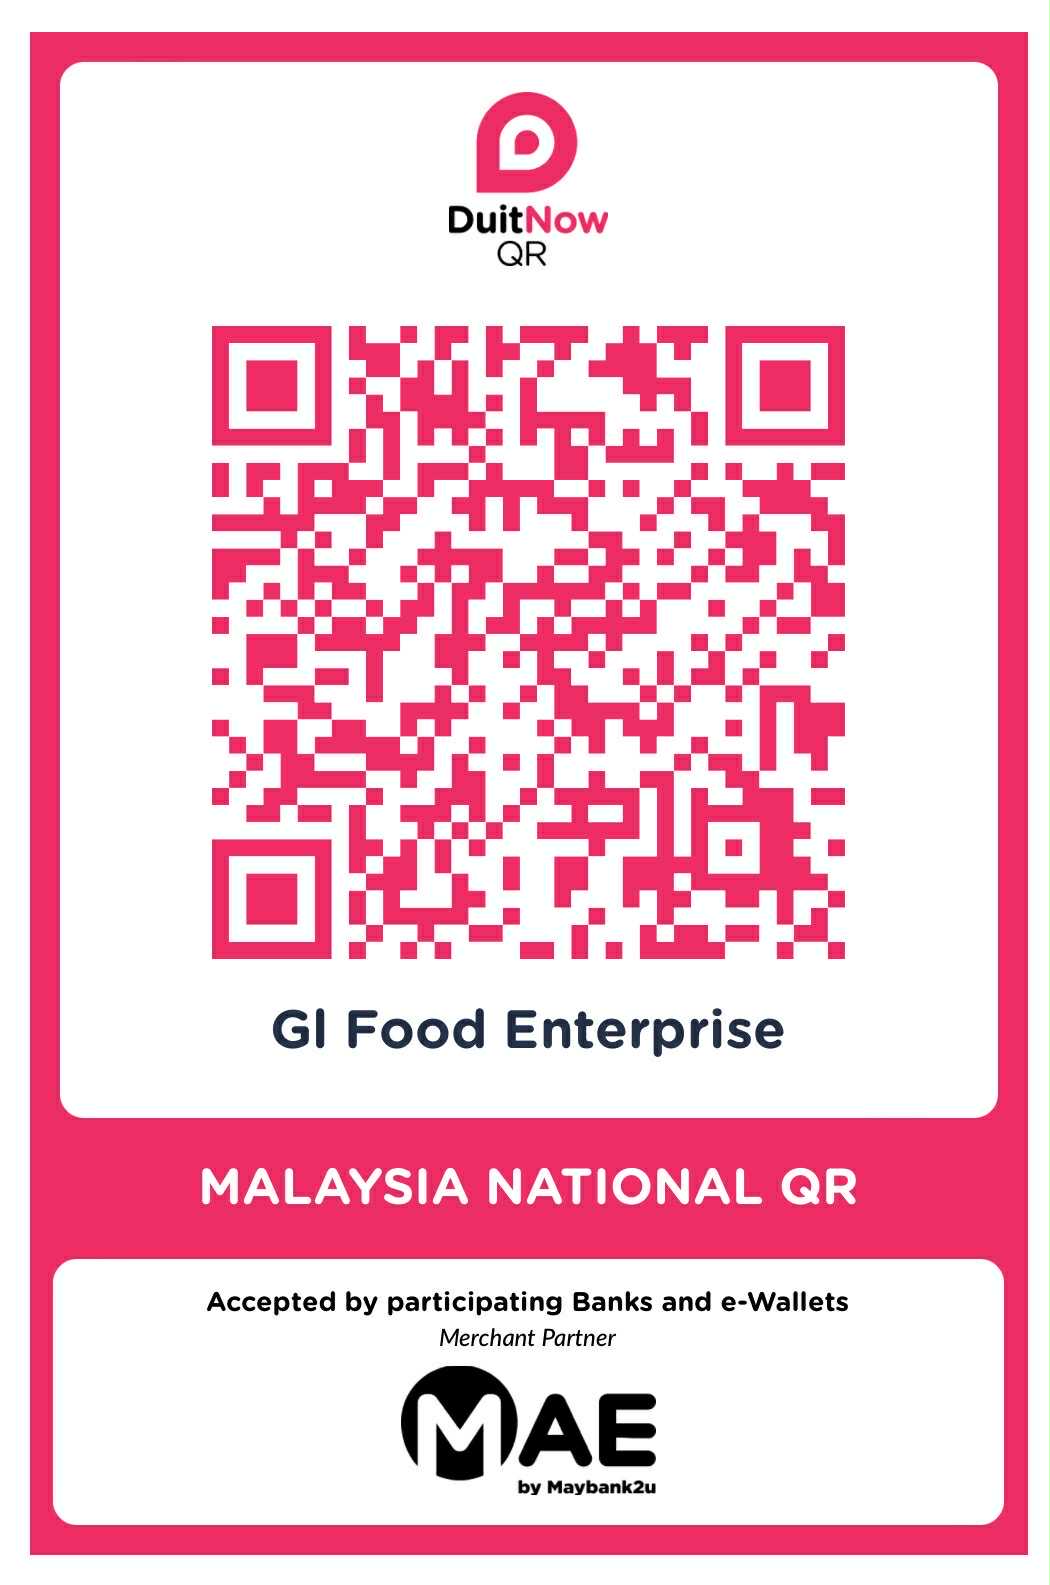 DuitNow
QR
Gl Food Enterprise
MALAYSIA NATIONAL QR
Accepted by participating Banks and e-Wallets
Merchant Partner
MAE
by Maybank2u